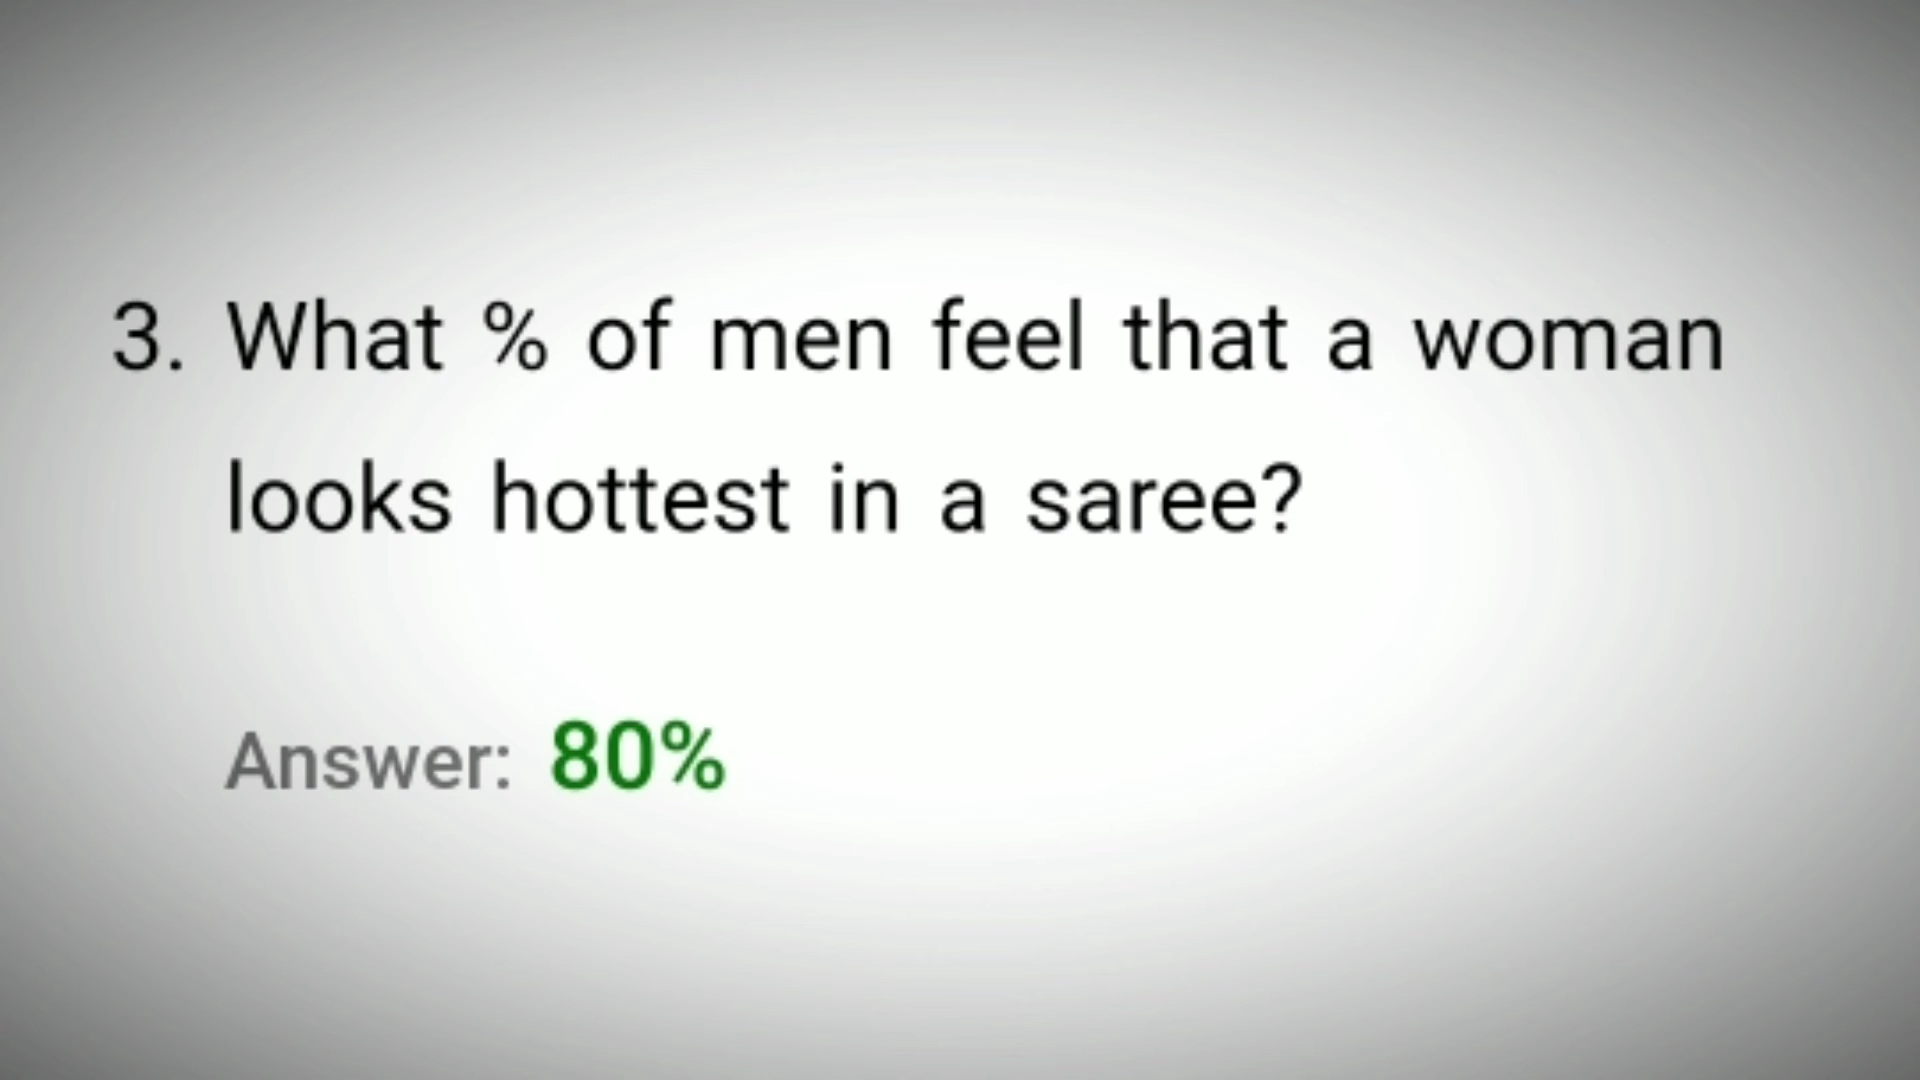 3. What % of men feel that a woman
looks hottest in a saree?
Answer: 80%